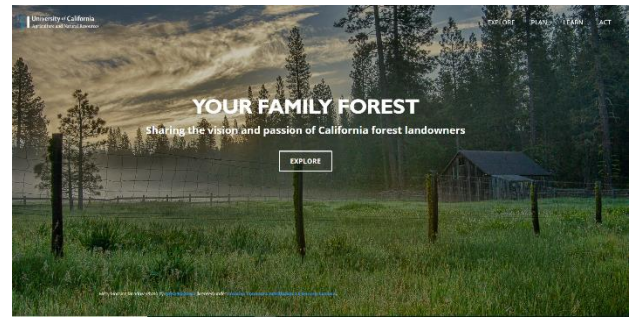 University of California
Agriculture and Natural Resources
EXPLORE PLAN LEARN ACT
YOUR FAMILY FOREST
Sharing the vision and passion of California forest landowners
EXPLORE